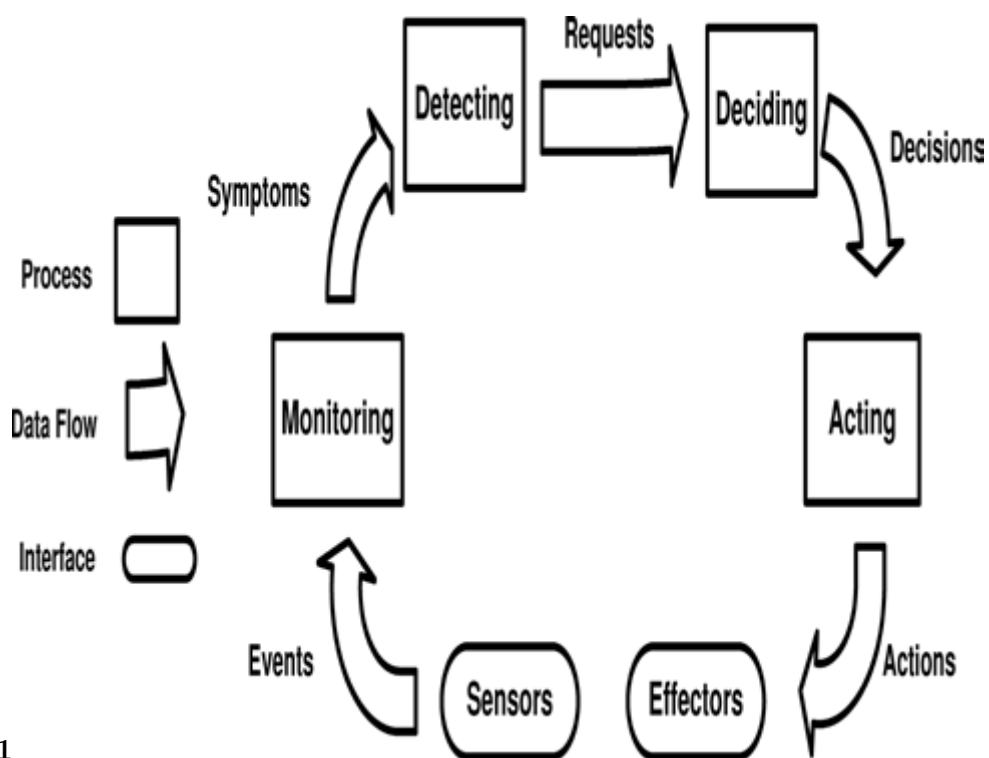 Requests
Detecting
Deciding
Decisions
Symptoms
Process
Data Flow
Monitoring
Acting
Interface
Events
Sensors
Effectors
Actions
1